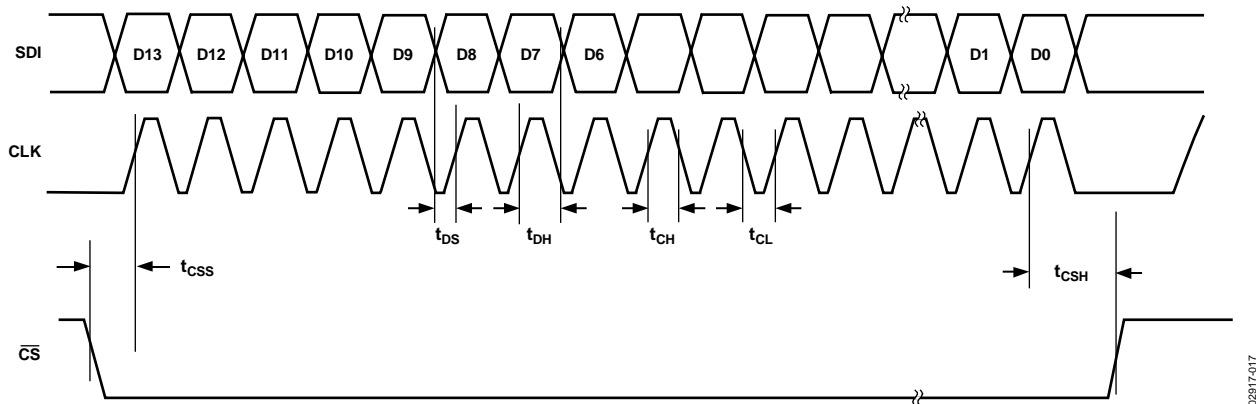 SDI D13 D12 D11 D10 D9 D8 D7 D6 D1 D0
CLK
tDS tDH tCH tCL
tCSS tCSH
CS
02917-017